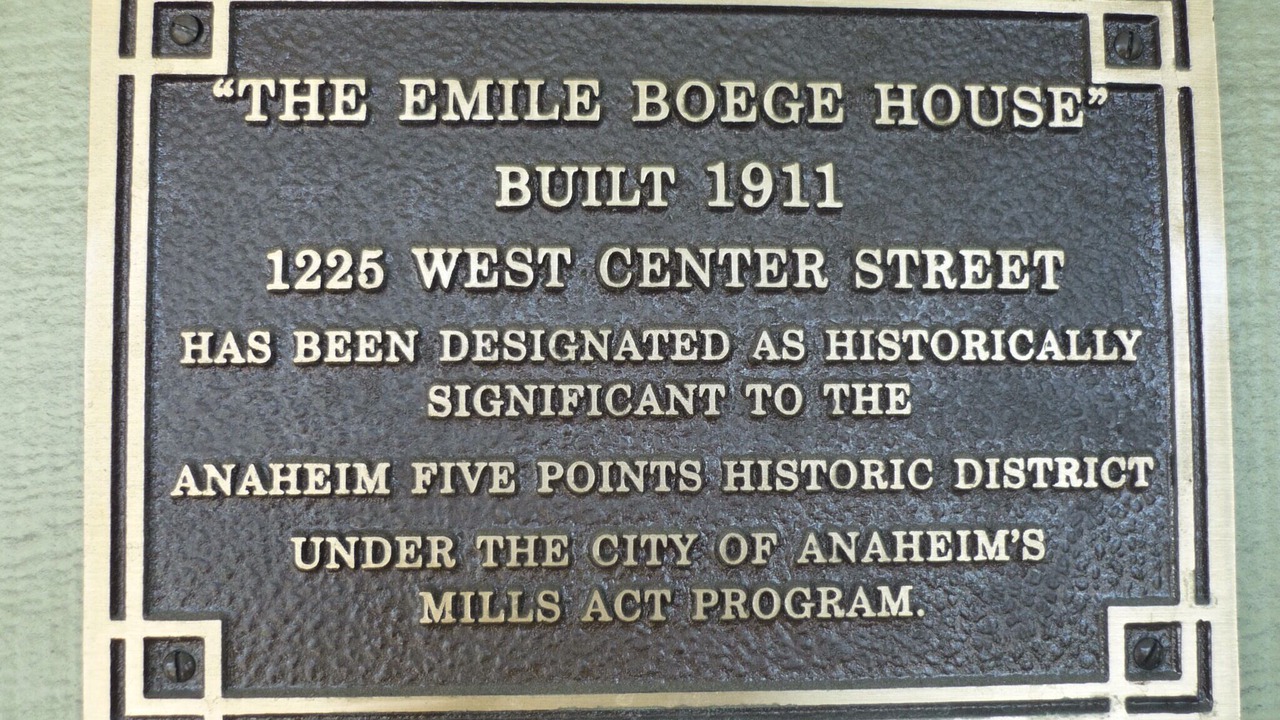 “THE EMILE BOEGE HOUSE”
BUILT 1911
1225 WEST CENTER STREET
HAS BEEN DESIGNATED AS HISTORICALLY
SIGNIFICANT TO THE
ANAHEIM FIVE POINTS HISTORIC DISTRICT
UNDER THE CITY OF ANAHEIM'S
MILLS ACT PROGRAM.